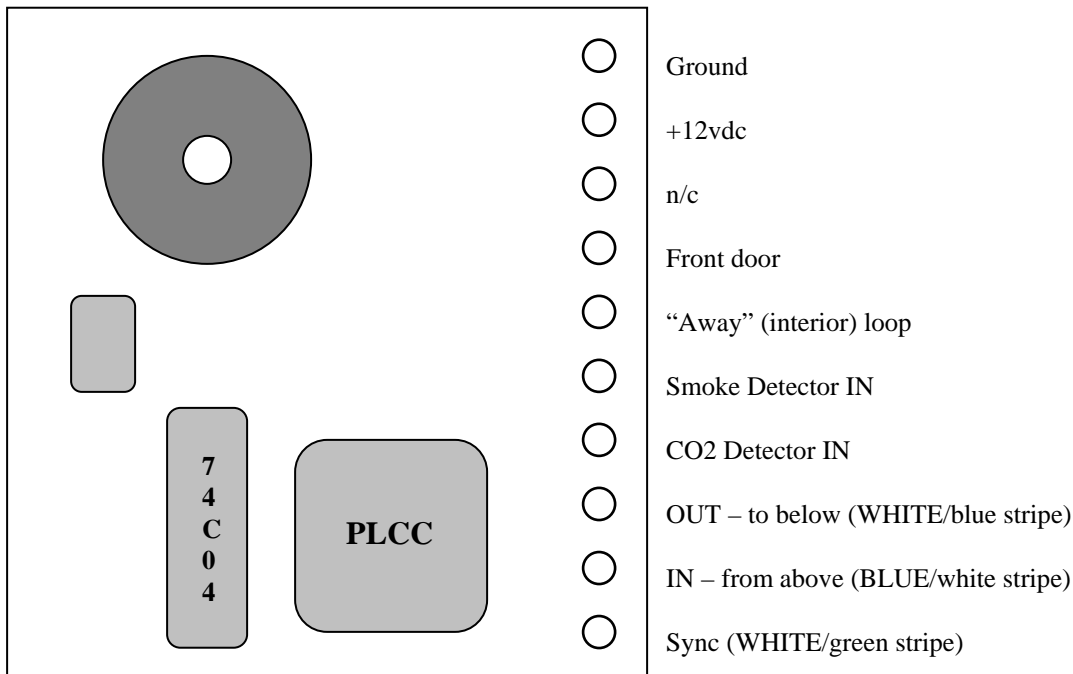 Ground
+12vdc
n/c
Front door
“Away” (interior) loop
Smoke Detector IN
CO2 Detector IN
7
4
C
0
4
PLCC
OUT – to below (WHITE/blue stripe)
IN – from above (BLUE/white stripe)
Sync (WHITE/green stripe)